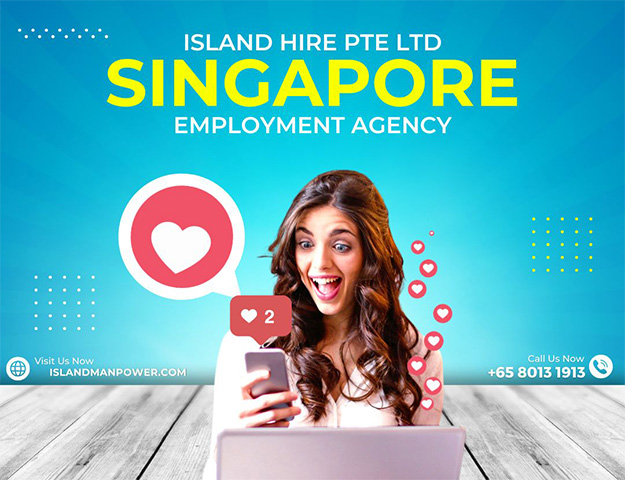 ISLAND HIRE PTE LTD
SINGAPORE
EMPLOYMENT AGENCY
2
Visit Us Now
ISLANDMANPOWER.COM
Call Us Now
+65 8013 1913